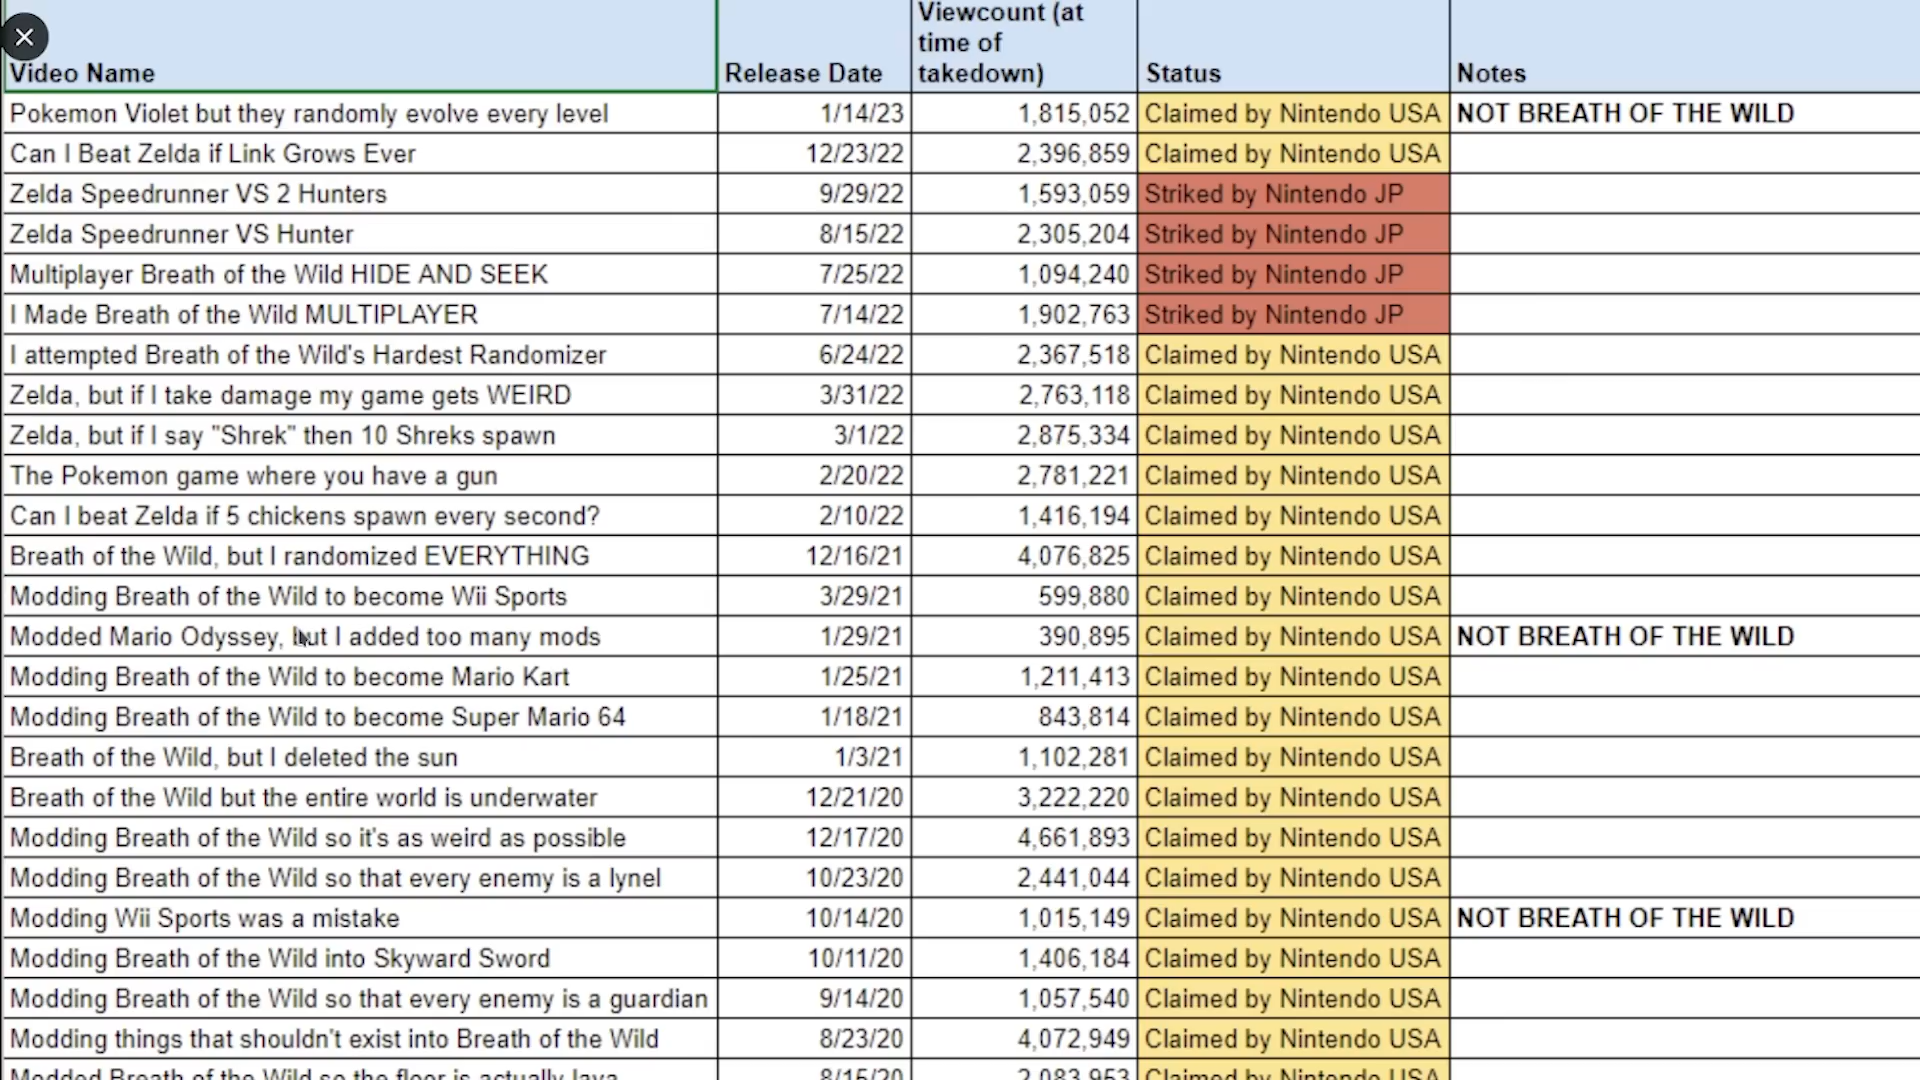 Video Name Release Date Viewcount (at time of takedown) Status Notes
Pokemon Violet but they randomly evolve every level 1/14/23 1,815,052 Claimed by Nintendo USA NOT BREATH OF THE WILD
Can I Beat Zelda if Link Grows Ever 12/23/22 2,396,859 Claimed by Nintendo USA
Zelda Speedrunner VS 2 Hunters 9/29/22 1,593,059 Striked by Nintendo JP
Zelda Speedrunner VS Hunter 8/15/22 2,305,204 Striked by Nintendo JP
Multiplayer Breath of the Wild HIDE AND SEEK 7/25/22 1,094,240 Striked by Nintendo JP
I Made Breath of the Wild MULTIPLAYER 7/14/22 1,902,763 Striked by Nintendo JP
I attempted Breath of the Wild's Hardest Randomizer 6/24/22 2,367,518 Claimed by Nintendo USA
Zelda, but if I take damage my game gets WEIRD 3/31/22 2,763,118 Claimed by Nintendo USA
Zelda, but if I say "Shrek" then 10 Shreks spawn 3/1/22 2,875,334 Claimed by Nintendo USA
The Pokemon game where you have a gun 2/20/22 2,781,221 Claimed by Nintendo USA
Can I beat Zelda if 5 chickens spawn every second? 2/10/22 1,416,194 Claimed by Nintendo USA
Breath of the Wild, but I randomized EVERYTHING 12/16/21 4,076,825 Claimed by Nintendo USA
Modding Breath of the Wild to become Wii Sports 3/29/21 599,880 Claimed by Nintendo USA
Modded Mario Odyssey, but I added too many mods 1/29/21 390,895 Claimed by Nintendo USA NOT BREATH OF THE WILD
Modding Breath of the Wild to become Mario Kart 1/25/21 1,211,413 Claimed by Nintendo USA
Modding Breath of the Wild to become Super Mario 64 1/18/21 843,814 Claimed by Nintendo USA
Breath of the Wild, but I deleted the sun 1/3/21 1,102,281 Claimed by Nintendo USA
Breath of the Wild but the entire world is underwater 12/21/20 3,222,220 Claimed by Nintendo USA
Modding Breath of the Wild so it's as weird as possible 12/17/20 4,661,893 Claimed by Nintendo USA
Modding Breath of the Wild so that every enemy is a lynel 10/23/20 2,441,044 Claimed by Nintendo USA
Modding Wii Sports was a mistake 10/14/20 1,015,149 Claimed by Nintendo USA NOT BREATH OF THE WILD
Modding Breath of the Wild into Skyward Sword 10/11/20 1,406,184 Claimed by Nintendo USA
Modding Breath of the Wild so that every enemy is a guardian 9/14/20 1,057,540 Claimed by Nintendo USA
Modding things that shouldn't exist into Breath of the Wild 8/23/20 4,072,949 Claimed by Nintendo USA
Modded Breath of the Wild so the floor is actually lava 8/15/20 2,083,953 Claimed by Nintendo USA